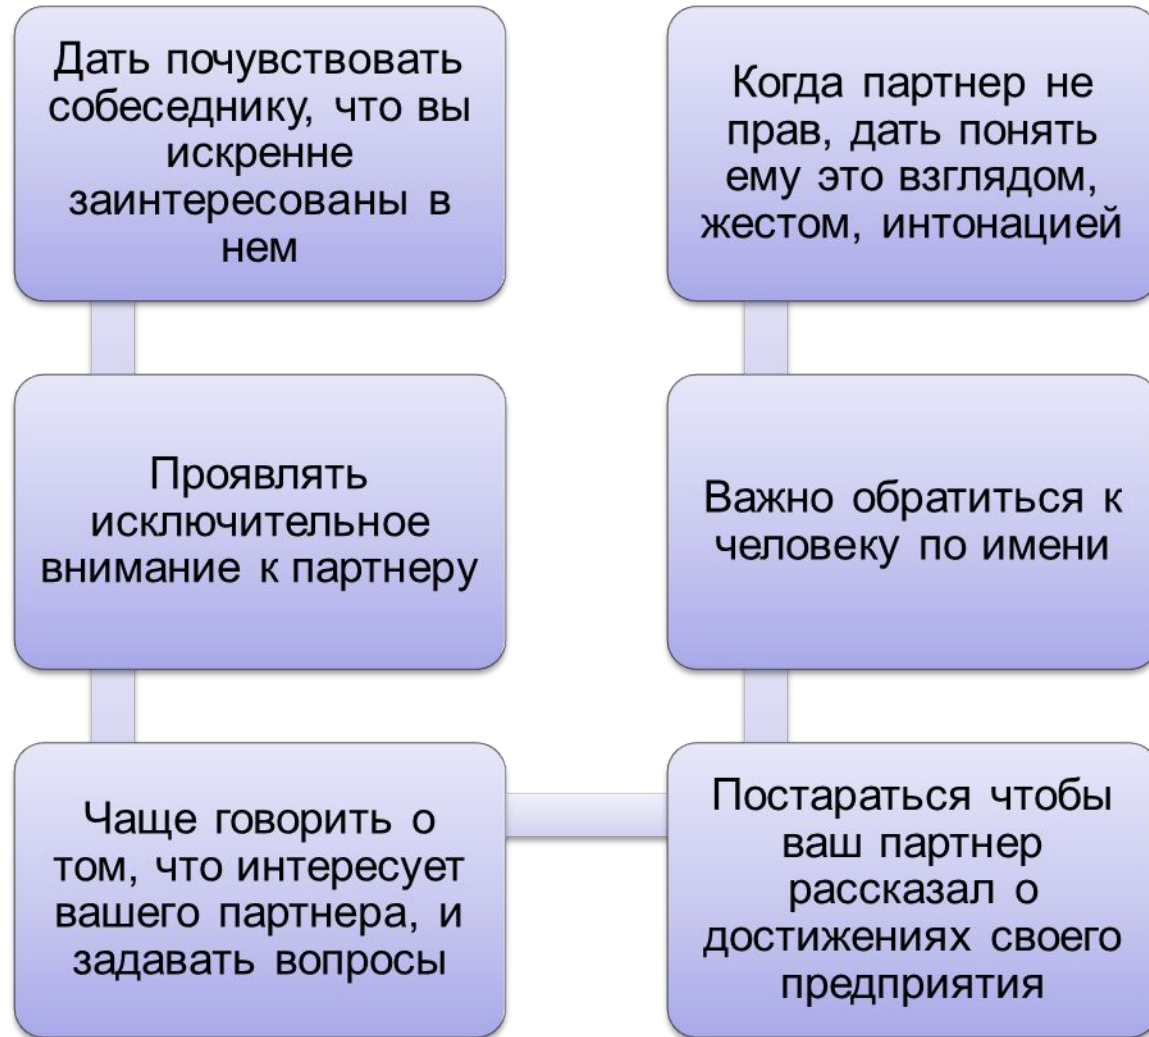 Дать почувствовать
собеседнику, что вы
искренне
заинтересованы в
нем
Проявлять
исключительное
внимание к партнеру
Чаще говорить о
том, что интересует
вашего партнера, и
задавать вопросы
Постараться чтобы
ваш партнер
рассказал о
достижениях своего
предприятия
Важно обратиться к
человеку по имени
Когда партнер не
прав, дать понять
ему это взглядом,
жестом, интонацией